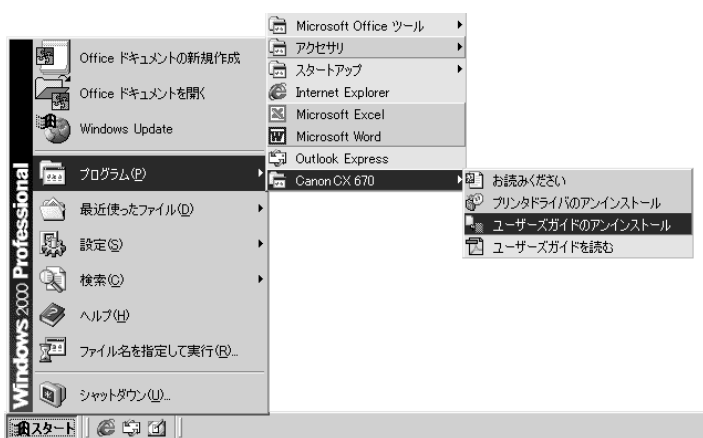 Microsoft Office ツール
アクセサリ
スタートアップ
Internet Explorer
Microsoft Excel
Microsoft Word
Outlook Express
Canon CX 670
Office ドキュメントの新規作成
Office ドキュメントを開く
Windows Update
プログラム(P)
最近使ったファイル(D)
設定(S)
検索(C)
ヘルプ(H)
ファイル名を指定して実行(R)...
シャットダウン(U)...
お読みください
プリンタドライバのアンインストール
ユーザーズガイドのアンインストール
ユーザーズガイドを読む
Windows 2000 Professional
スタート